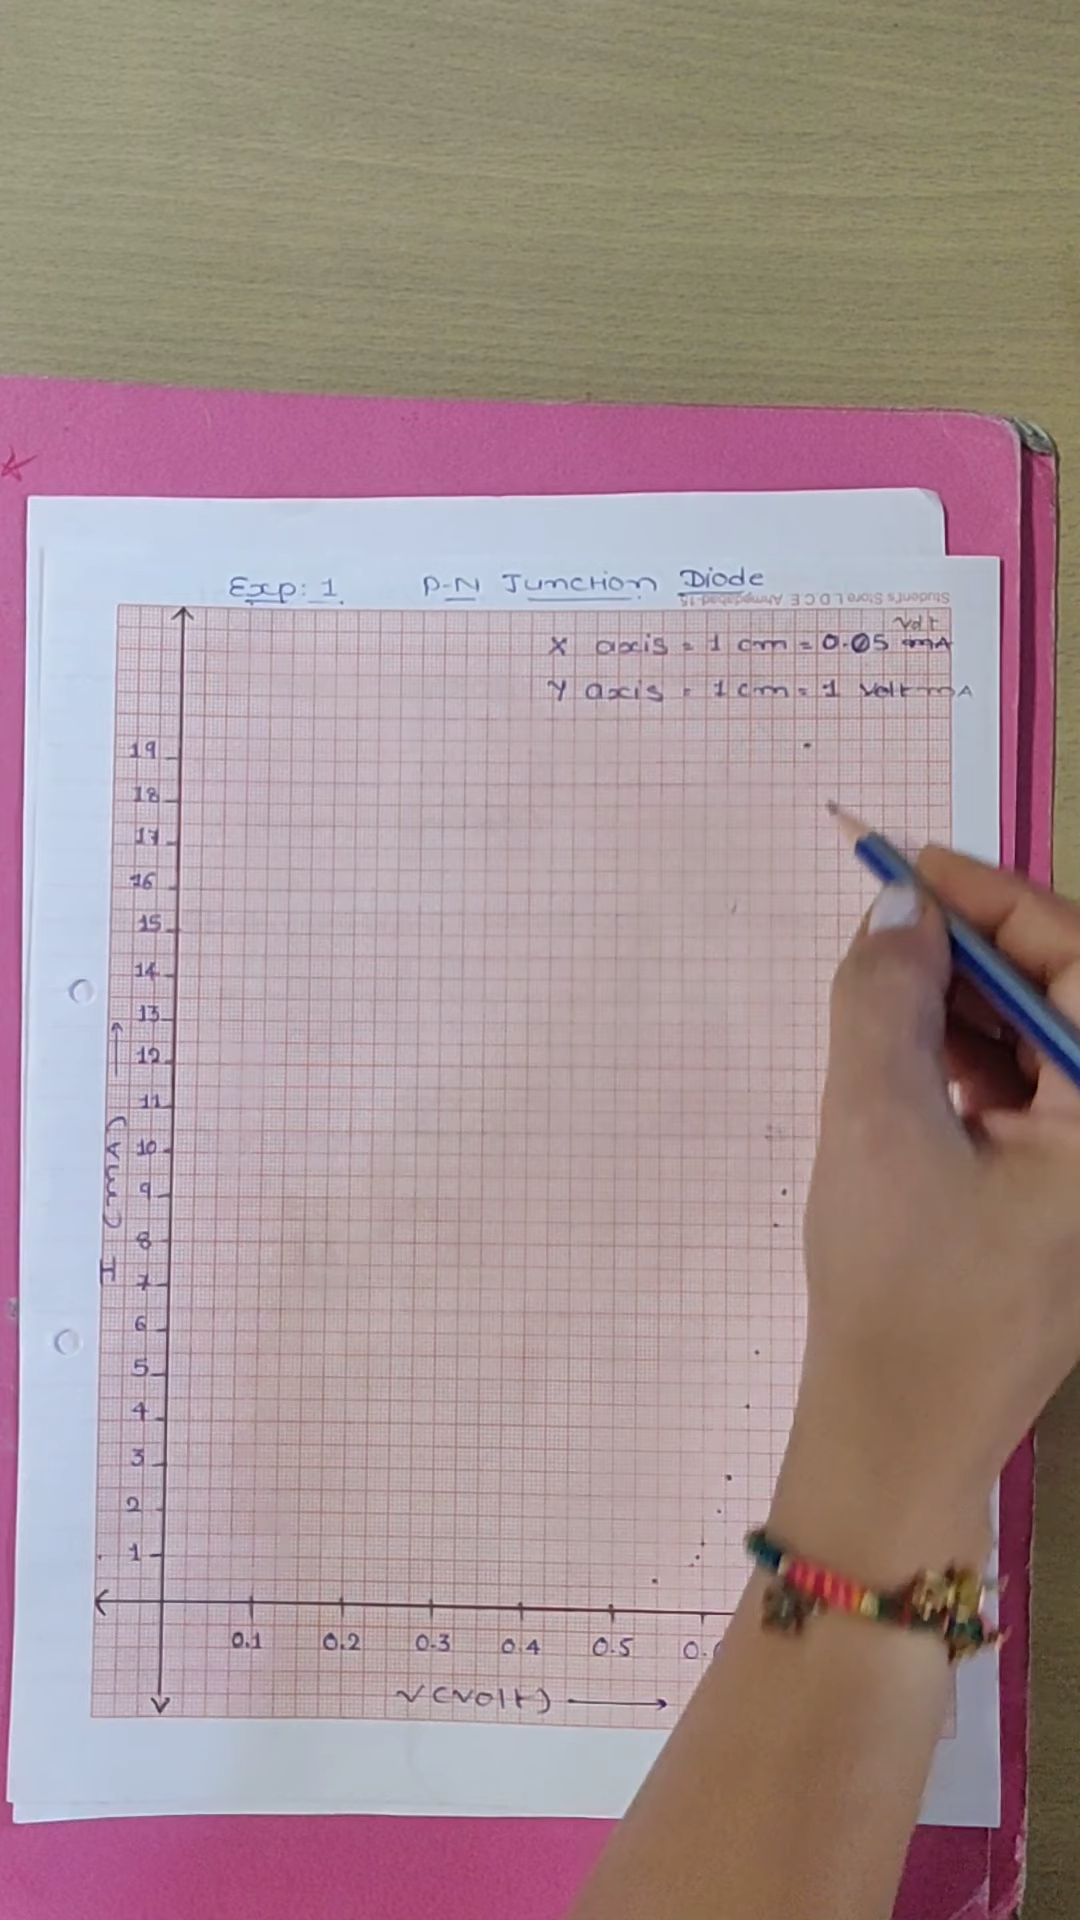 Exp: 1 P-N Junction Diode
Student's Store L D C E Ahmedabad-15
Volt
X axis = 1 cm = 0.05 mA
Y axis = 1 cm = 1 volt mA
19
18
17
16
15
14
13
12
11
10
9
8
7
6
5
4
3
2
1
I (mA)
0.1 0.2 0.3 0.4 0.5
V (volt)